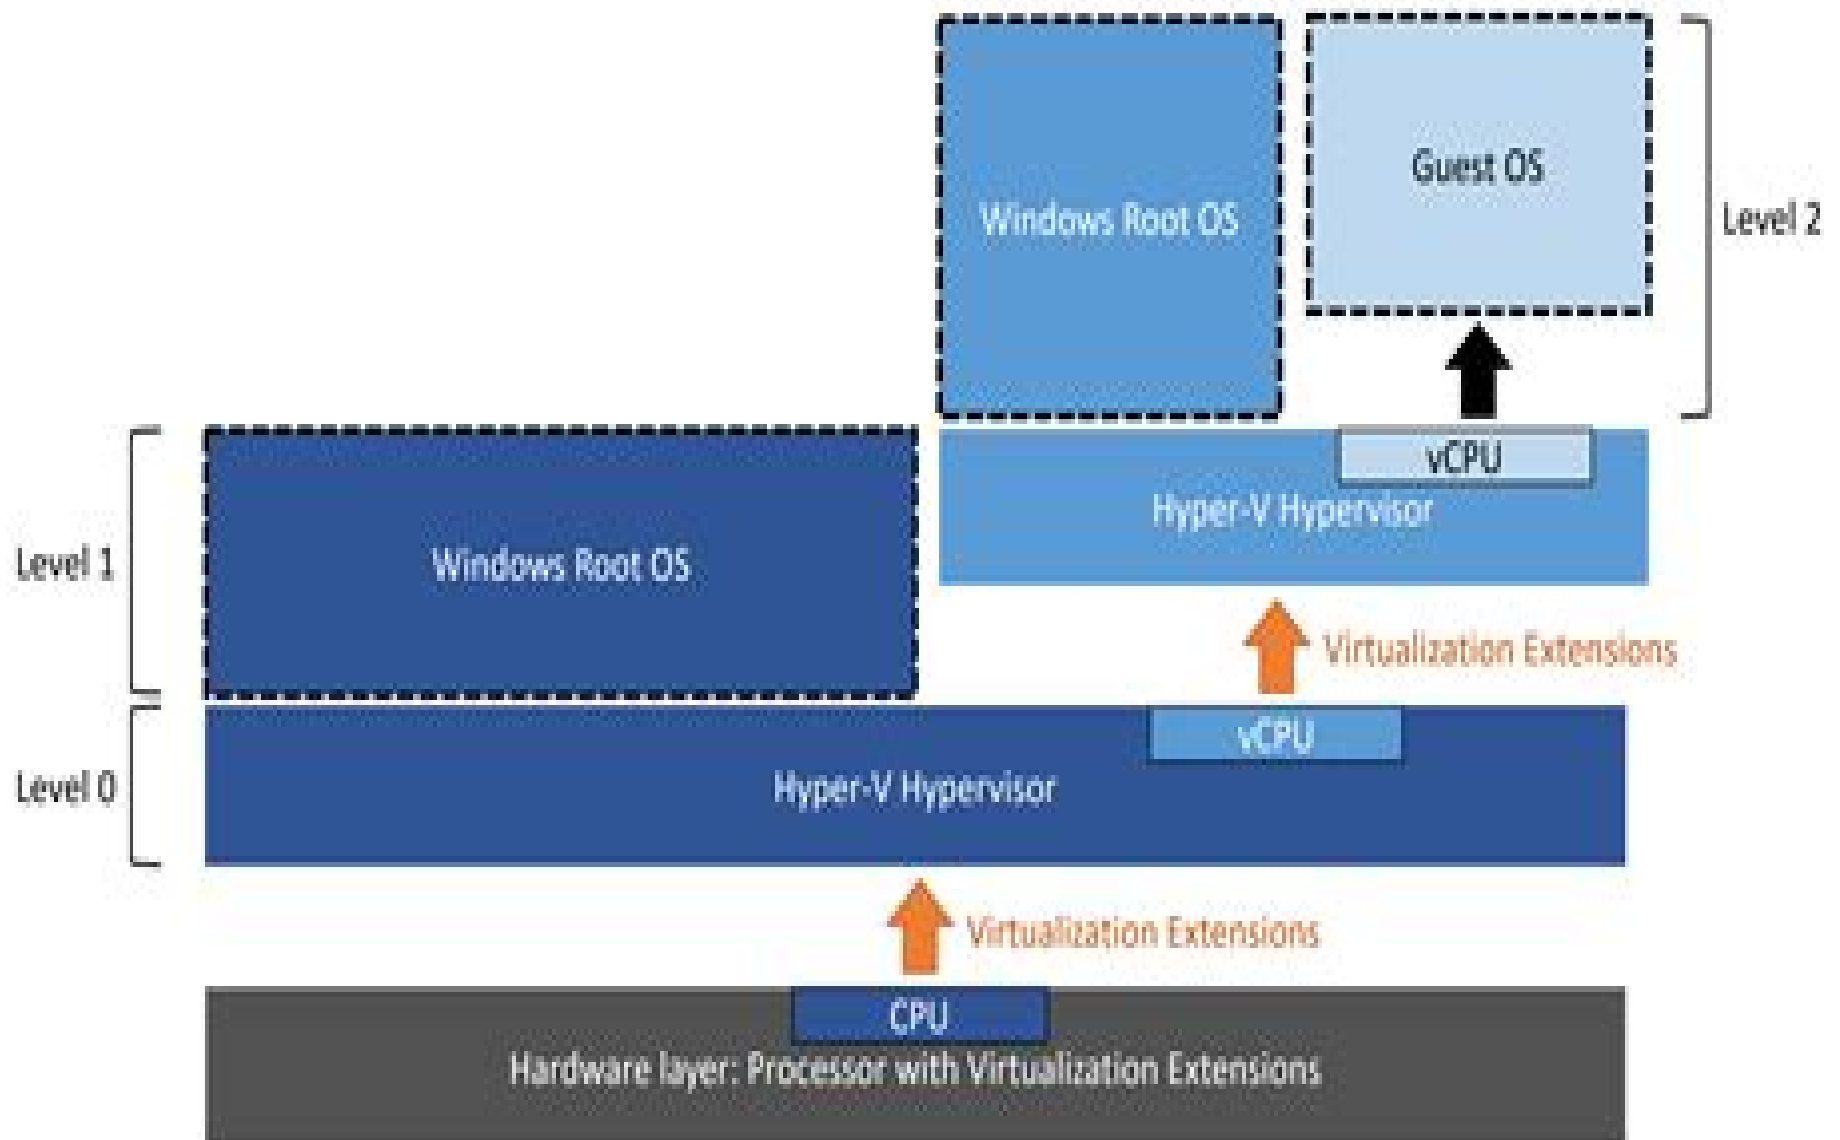 Guest OS
Windows Root OS
Level 2
vCPU
Hyper-V Hypervisor
Level 1
Windows Root OS
Virtualization Extensions
vCPU
Level 0
Hyper-V Hypervisor
Virtualization Extensions
CPU
Hardware layer: Processor with Virtualization Extensions